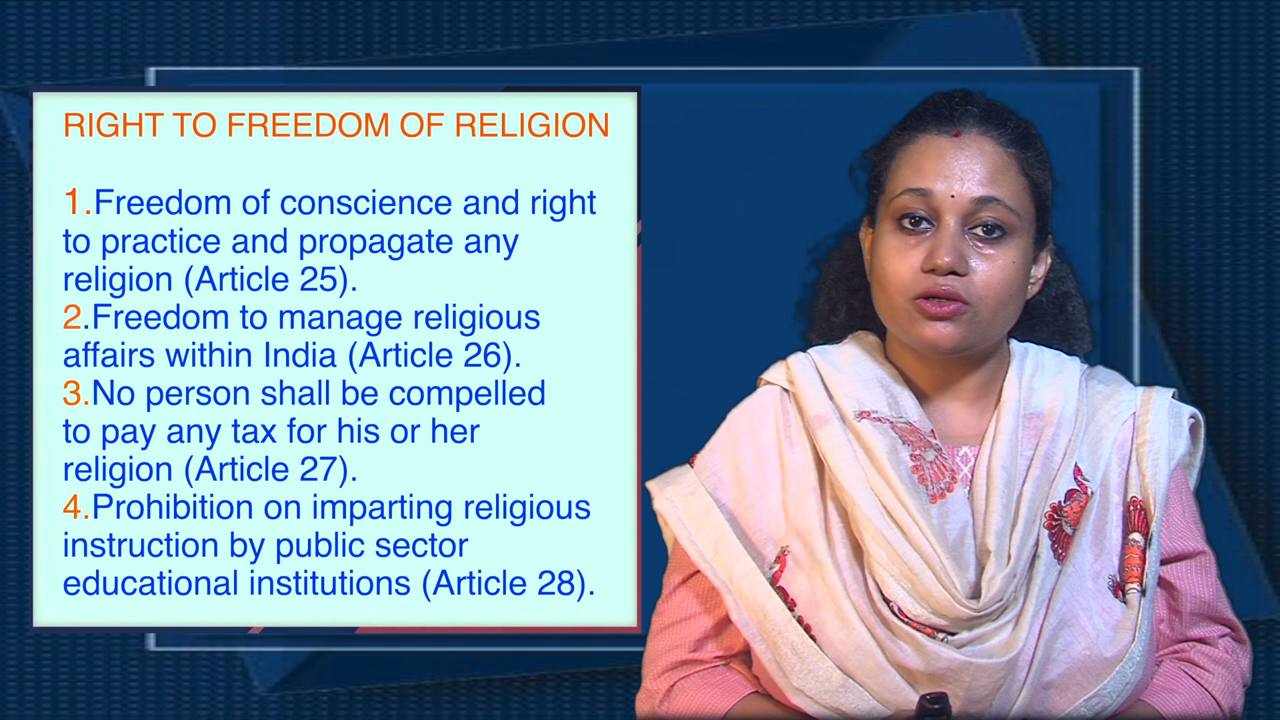 RIGHT TO FREEDOM OF RELIGION
1.Freedom of conscience and right
to practice and propagate any
religion (Article 25).
2.Freedom to manage religious
affairs within India (Article 26).
3.No person shall be compelled
to pay any tax for his or her
religion (Article 27).
4.Prohibition on imparting religious
instruction by public sector
educational institutions (Article 28).